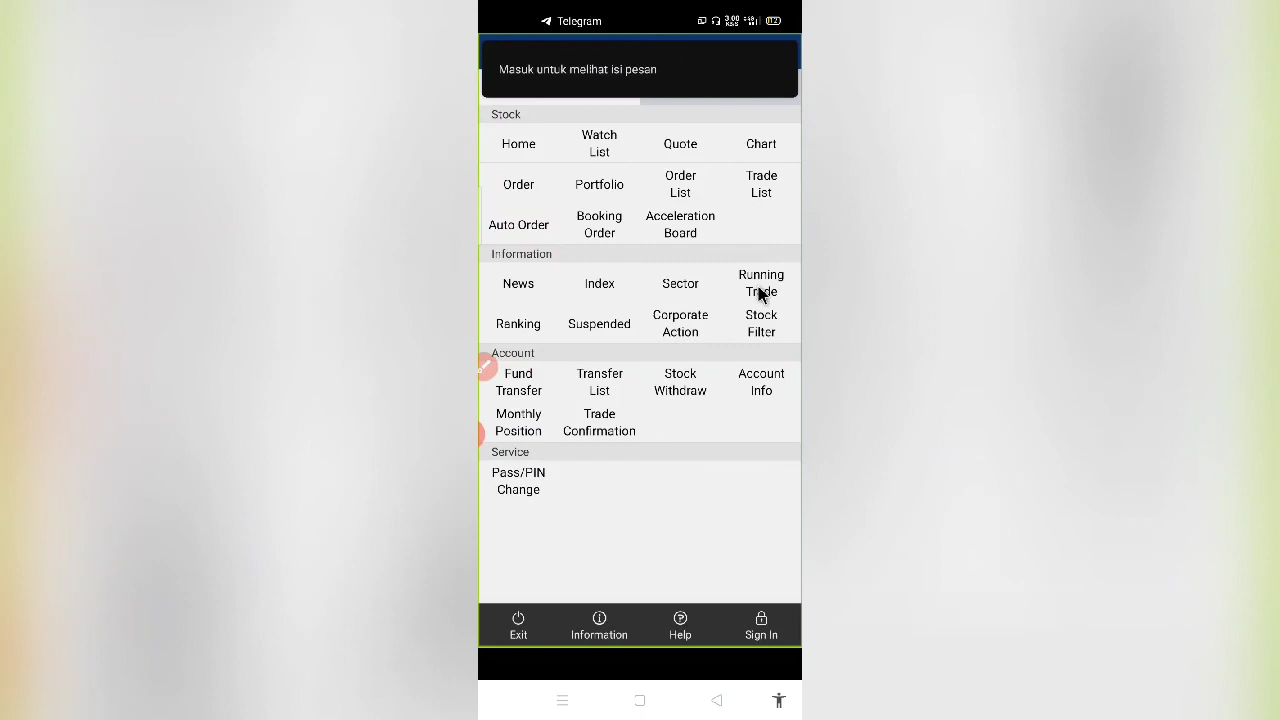 Telegram
3.00
KB/S
Masuk untuk melihat isi pesan
Stock
Home
Watch
List
Quote
Chart
Order
Portfolio
Order
List
Trade
List
Auto Order
Booking
Order
Acceleration
Board
Information
News
Index
Sector
Running
Trade
Ranking
Suspended
Corporate
Action
Stock
Filter
Account
Fund
Transfer
Transfer
List
Stock
Withdraw
Account
Info
Monthly
Position
Trade
Confirmation
Service
Pass/PIN
Change
Exit
Information
Help
Sign In